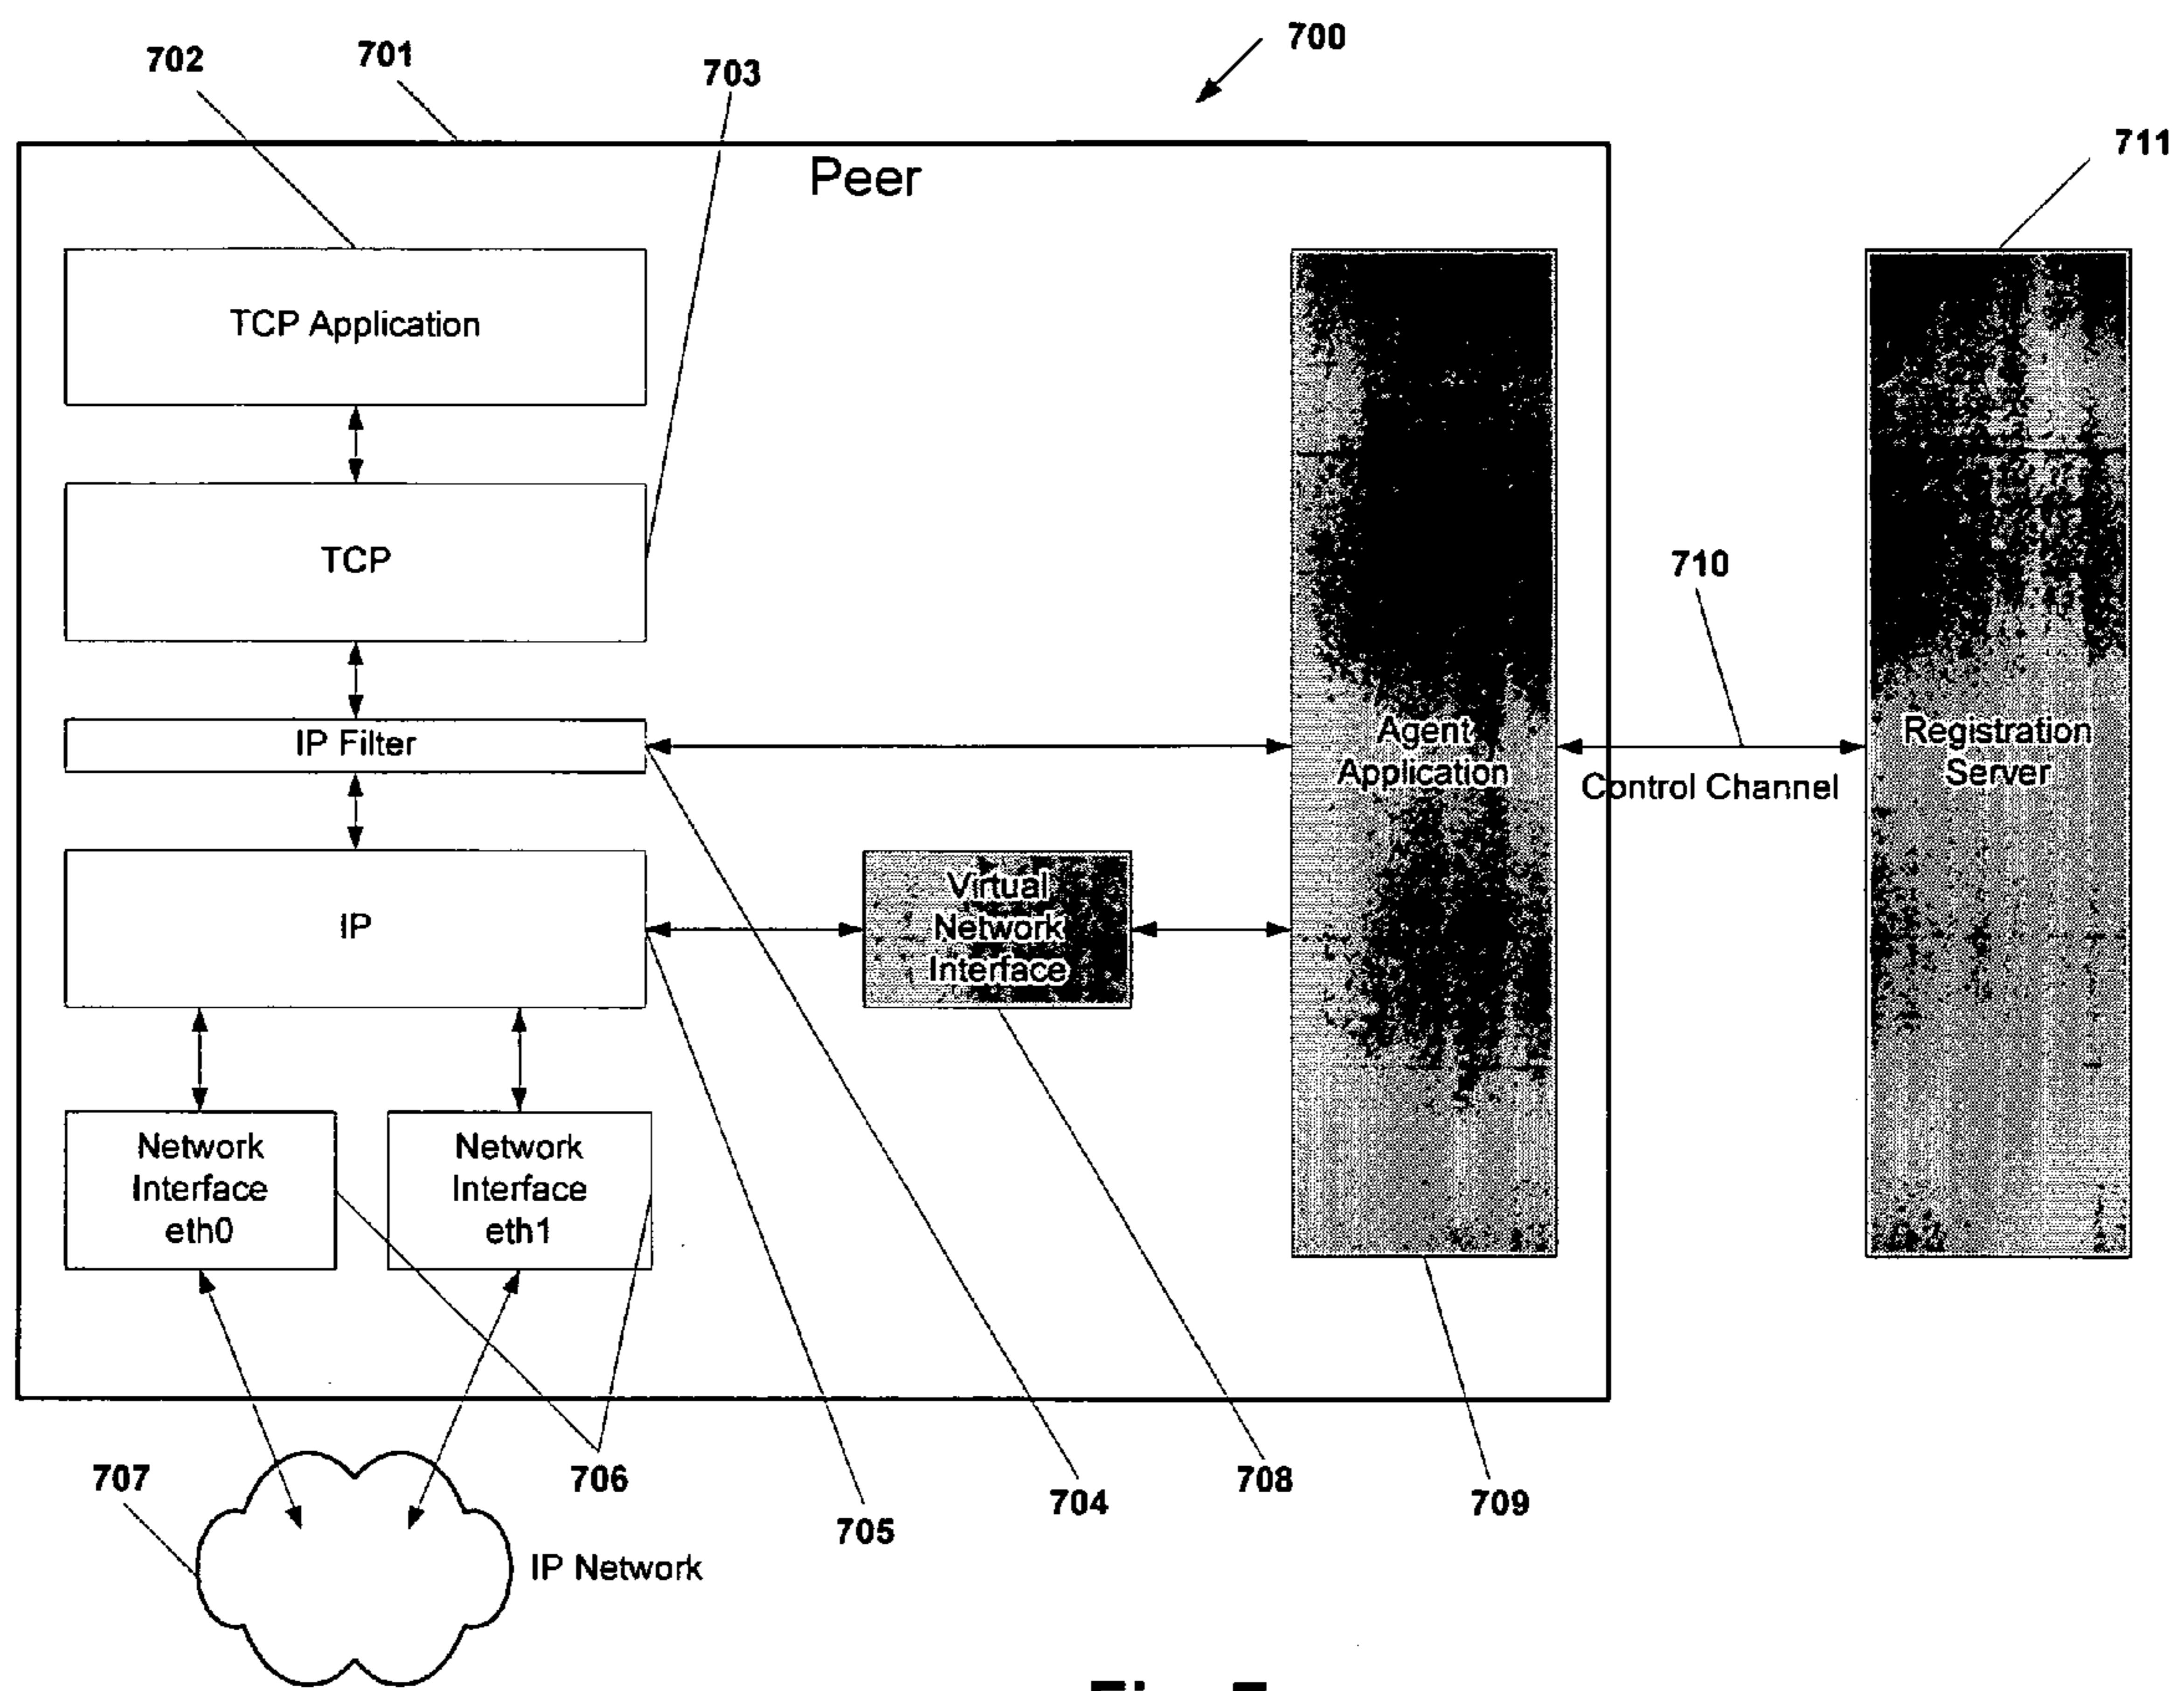 700
702
701
703
711
Peer
TCP Application
TCP
710
IP Filter
Agent
Application
Control Channel
Registration
Server
IP
Virtual
Network
Interface
Network
Interface
eth0
Network
Interface
eth1
707
706
704
705
708
709
IP Network